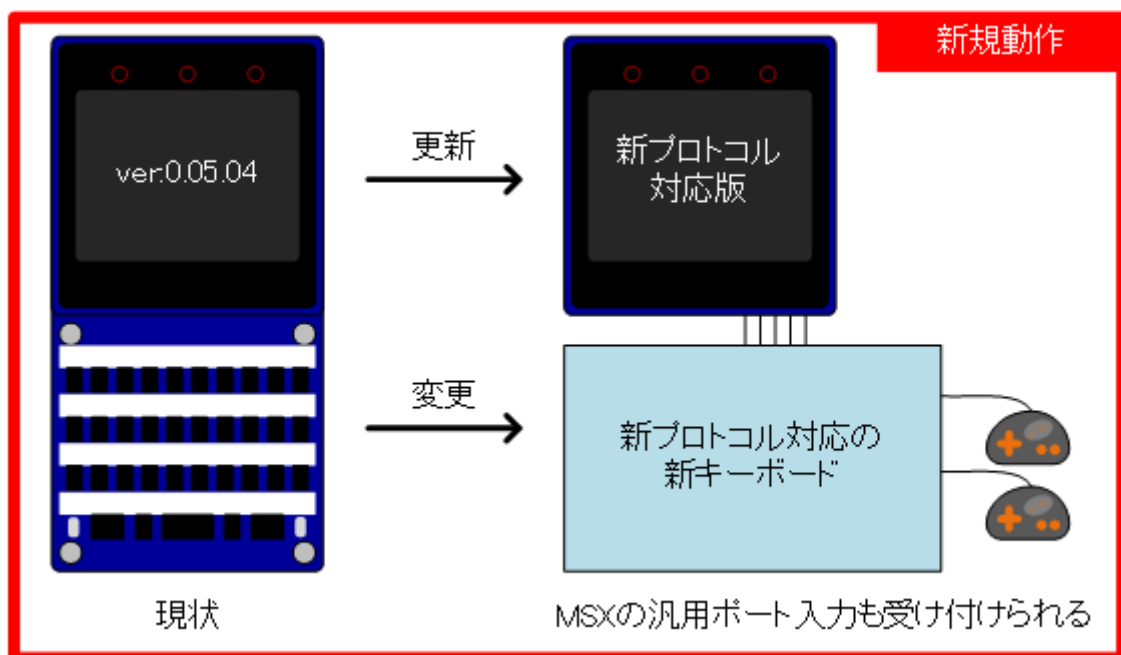 新規動作
ver.0.05.04
更新
新プロトコル
対応版
変更
新プロトコル対応の
新キーボード
現状
MSXの汎用ポート入力も受け付けられる